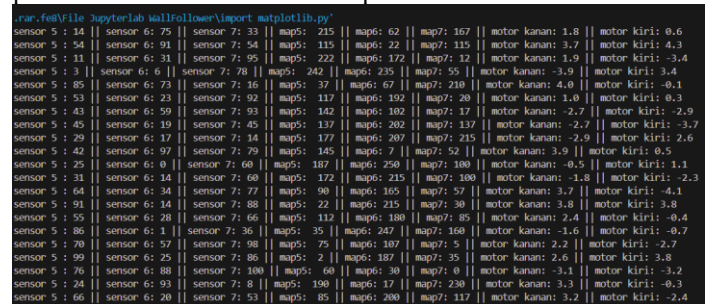 .rar.fe8\File Jupyterlab WallFollower\import matplotlib.py'
sensor 5 : 14 || sensor 6: 75 || sensor 7: 33 || map5: 215 || map6: 62 || map7: 167 || motor kanan: 1.8 || motor kiri: 0.6
sensor 5 : 54 || sensor 6: 91 || sensor 7: 54 || map5: 115 || map6: 22 || map7: 115 || motor kanan: 3.7 || motor kiri: 4.3
sensor 5 : 11 || sensor 6: 31 || sensor 7: 95 || map5: 222 || map6: 172 || map7: 12 || motor kanan: 1.9 || motor kiri: -3.4
sensor 5 : 3 || sensor 6: 6 || sensor 7: 78 || map5: 242 || map6: 235 || map7: 55 || motor kanan: -3.9 || motor kiri: 3.4
sensor 5 : 85 || sensor 6: 73 || sensor 7: 16 || map5: 37 || map6: 67 || map7: 210 || motor kanan: 4.0 || motor kiri: -0.1
sensor 5 : 53 || sensor 6: 23 || sensor 7: 92 || map5: 117 || map6: 192 || map7: 20 || motor kanan: 1.0 || motor kiri: 0.3
sensor 5 : 43 || sensor 6: 59 || sensor 7: 93 || map5: 142 || map6: 102 || map7: 17 || motor kanan: -2.7 || motor kiri: -2.9
sensor 5 : 45 || sensor 6: 19 || sensor 7: 45 || map5: 137 || map6: 202 || map7: 137 || motor kanan: -2.7 || motor kiri: -3.7
sensor 5 : 29 || sensor 6: 17 || sensor 7: 14 || map5: 177 || map6: 207 || map7: 215 || motor kanan: -2.9 || motor kiri: 2.6
sensor 5 : 42 || sensor 6: 97 || sensor 7: 79 || map5: 145 || map6: 7 || map7: 52 || motor kanan: 3.9 || motor kiri: 0.5
sensor 5 : 25 || sensor 6: 0 || sensor 7: 60 || map5: 187 || map6: 250 || map7: 100 || motor kanan: -0.5 || motor kiri: 1.1
sensor 5 : 31 || sensor 6: 14 || sensor 7: 60 || map5: 172 || map6: 215 || map7: 100 || motor kanan: -1.8 || motor kiri: -2.3
sensor 5 : 64 || sensor 6: 34 || sensor 7: 77 || map5: 90 || map6: 165 || map7: 57 || motor kanan: 3.7 || motor kiri: -4.1
sensor 5 : 91 || sensor 6: 14 || sensor 7: 88 || map5: 22 || map6: 215 || map7: 30 || motor kanan: 3.8 || motor kiri: 3.8
sensor 5 : 55 || sensor 6: 28 || sensor 7: 66 || map5: 112 || map6: 180 || map7: 85 || motor kanan: 2.4 || motor kiri: -0.4
sensor 5 : 86 || sensor 6: 1 || sensor 7: 36 || map5: 35 || map6: 247 || map7: 160 || motor kanan: -1.6 || motor kiri: -0.7
sensor 5 : 70 || sensor 6: 57 || sensor 7: 98 || map5: 75 || map6: 107 || map7: 5 || motor kanan: 2.2 || motor kiri: -2.7
sensor 5 : 99 || sensor 6: 25 || sensor 7: 86 || map5: 2 || map6: 187 || map7: 35 || motor kanan: 2.6 || motor kiri: 3.8
sensor 5 : 76 || sensor 6: 88 || sensor 7: 100 || map5: 60 || map6: 30 || map7: 0 || motor kanan: -3.1 || motor kiri: -3.2
sensor 5 : 24 || sensor 6: 93 || sensor 7: 8 || map5: 190 || map6: 17 || map7: 230 || motor kanan: 3.3 || motor kiri: -0.3
sensor 5 : 66 || sensor 6: 20 || sensor 7: 53 || map5: 85 || map6: 200 || map7: 117 || motor kanan: 3.2 || motor kiri: -2.4